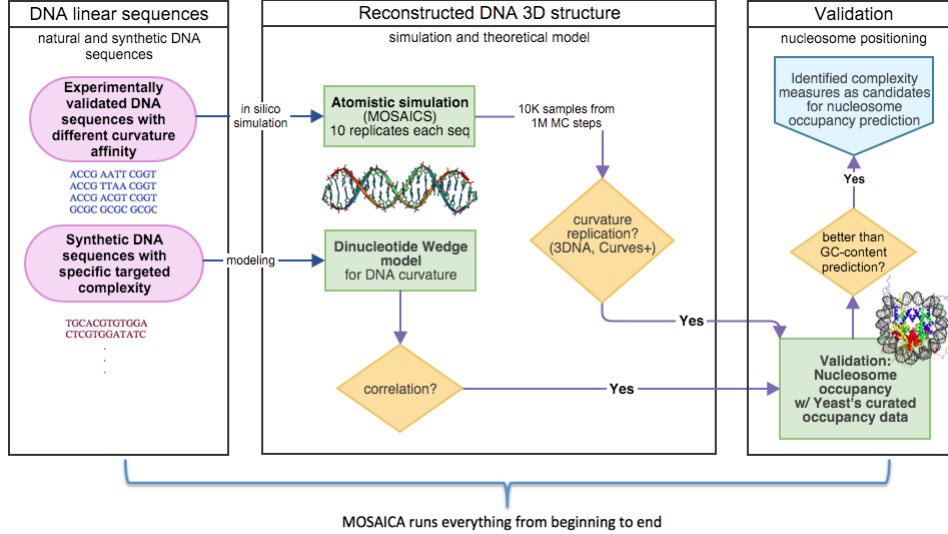 DNA linear sequences
natural and synthetic DNA
sequences
Experimentally
validated DNA
sequences with
different curvature
affinity
ACCG AATT CGGT
ACCG TTAA CGGT
ACCG ACGT CGGT
GCGC GCGC GCGC
Synthetic DNA
sequences with
specific targeted
complexity
TGCACGTGTGGA
CTCGTGGATATC
.
.
.
in silico
simulation
modeling
Reconstructed DNA 3D structure
simulation and theoretical model
Atomistic simulation
(MOSAICS)
10 replicates each seq
10K samples from
1M MC steps
Dinucleotide Wedge
model
for DNA curvature
curvature
replication?
(3DNA, Curves+)
Yes
correlation?
Yes
Validation
nucleosome positioning
Identified complexity
measures as candidates
for nucleosome
occupancy prediction
Yes
better than
GC-content
prediction?
Validation:
Nucleosome
occupancy
w/ Yeast's curated
occupancy data
MOSAICA runs everything from beginning to end